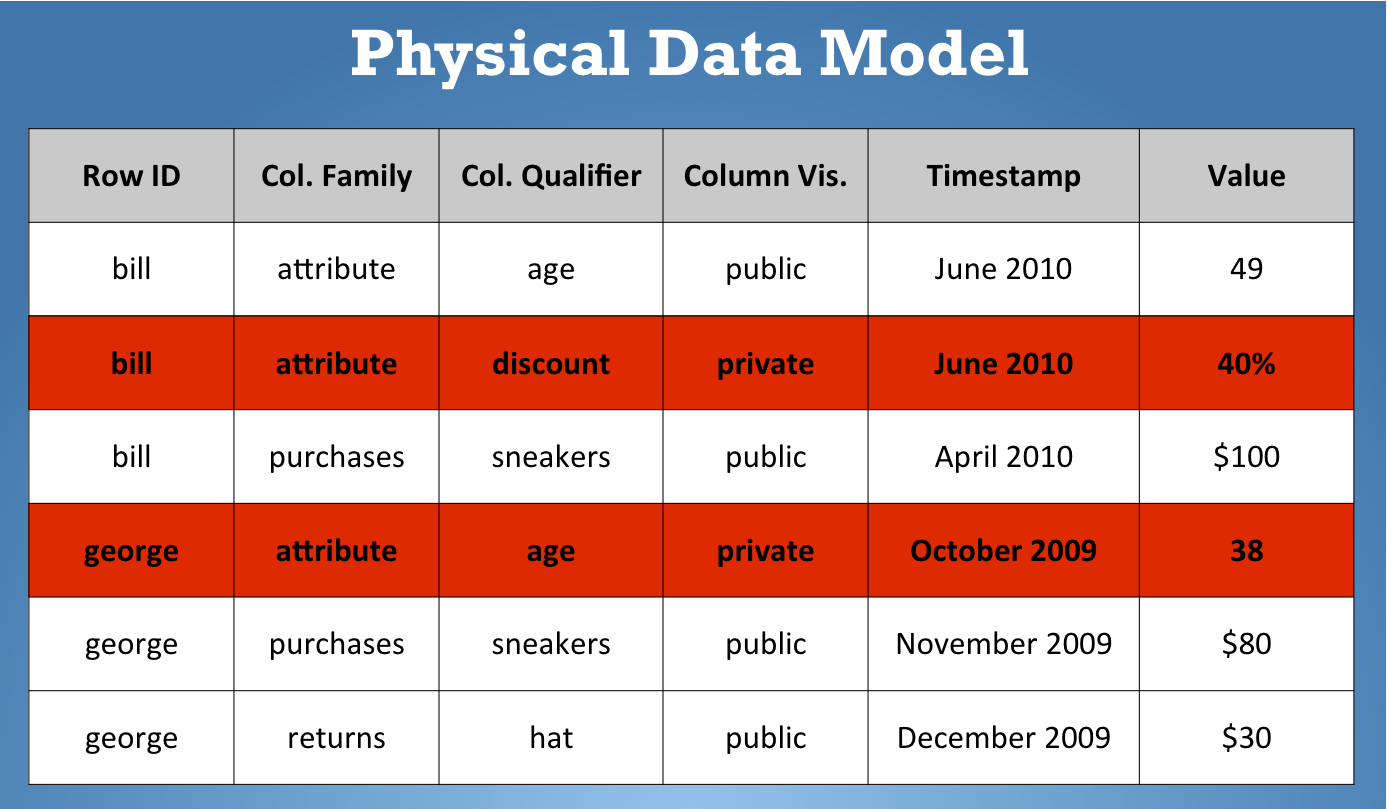 Physical Data Model
Row ID Col. Family Col. Qualifier Column Vis. Timestamp Value
bill attribute age public June 2010 49
bill attribute discount private June 2010 40%
bill purchases sneakers public April 2010 $100
george attribute age private October 2009 38
george purchases sneakers public November 2009 $80
george returns hat public December 2009 $30